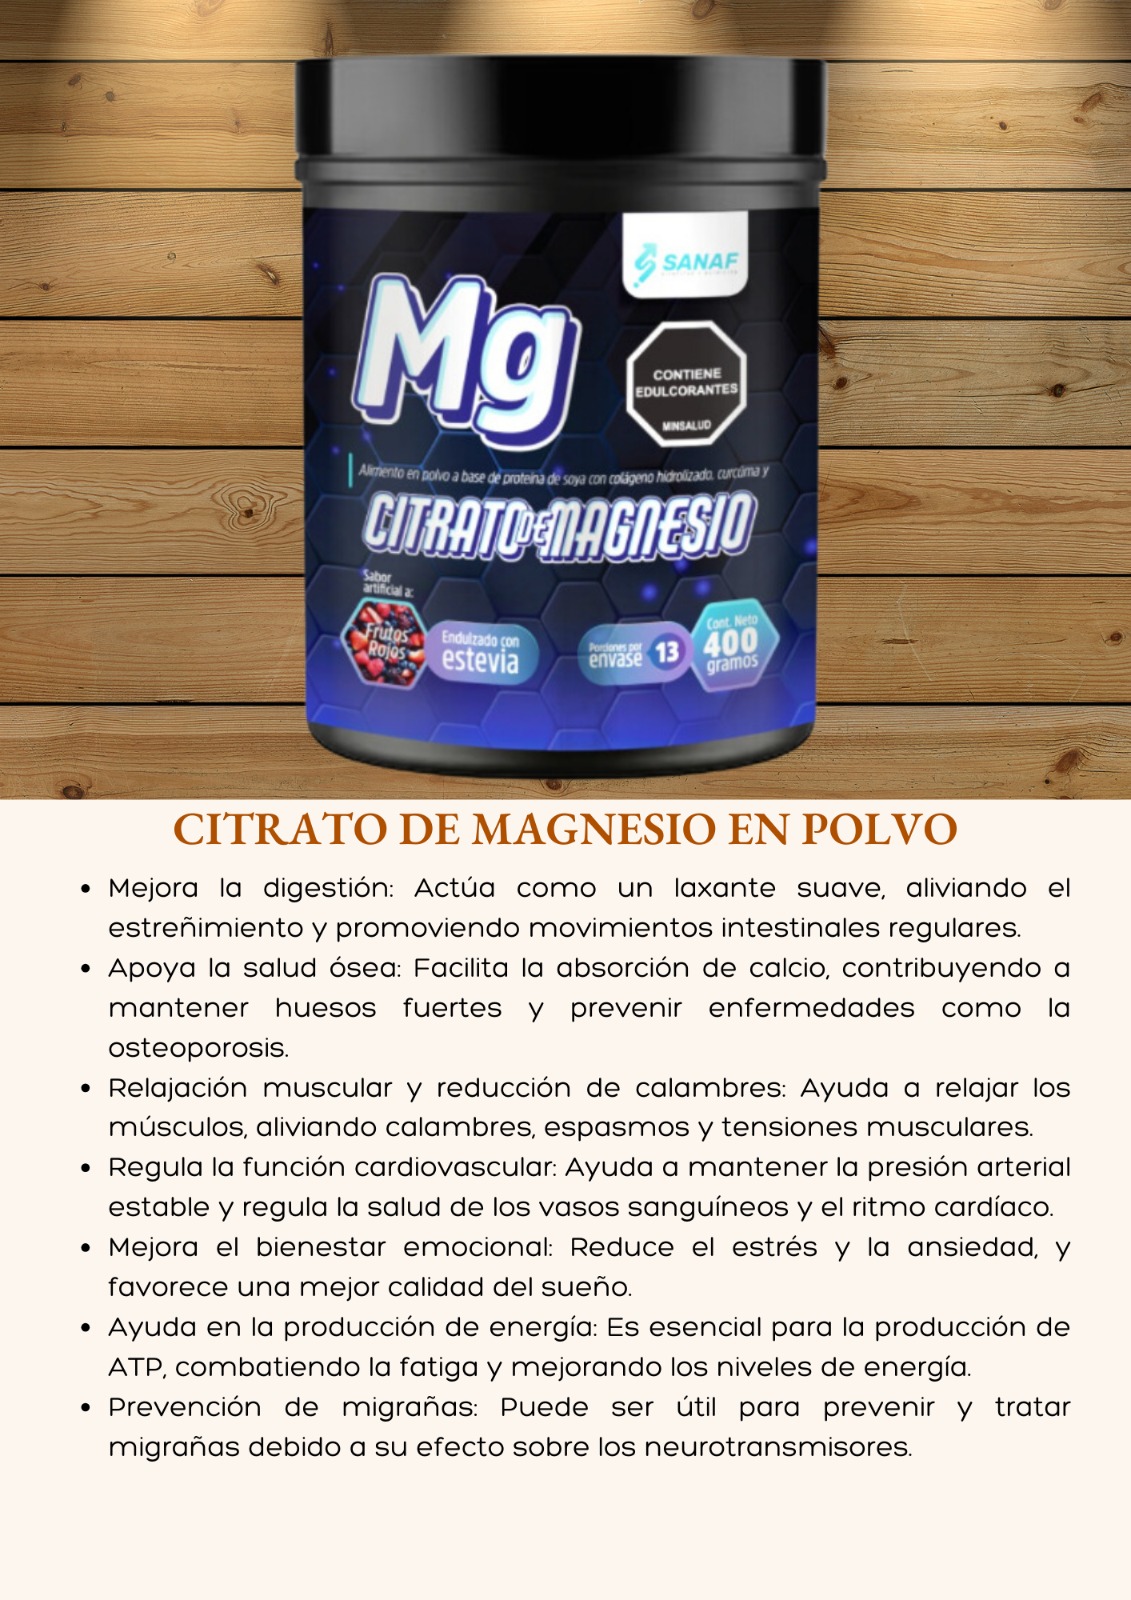 SANAF
Mg
CONTIENE
EDULCORANTES
MINSALUD
Alimento en polvo a base de proteína de soya con colágeno hidrolizado, curcúma y
CITRATO DE MAGNESIO
Sabor
artificial a:
Frutos
Rojos
Endulzado con
estevia
Porciones por
envase 13
Cont. Neto
400
gramos
CITRATO DE MAGNESIO EN POLVO
• Mejora la digestión: Actúa como un laxante suave, aliviando el
estreñimiento y promoviendo movimientos intestinales regulares.
• Apoya la salud ósea: Facilita la absorción de calcio, contribuyendo a
mantener huesos fuertes y prevenir enfermedades como la
osteoporosis.
• Relajación muscular y reducción de calambres: Ayuda a relajar los
músculos, aliviando calambres, espasmos y tensiones musculares.
• Regula la función cardiovascular: Ayuda a mantener la presión arterial
estable y regula la salud de los vasos sanguíneos y el ritmo cardíaco.
• Mejora el bienestar emocional: Reduce el estrés y la ansiedad, y
favorece una mejor calidad del sueño.
• Ayuda en la producción de energía: Es esencial para la producción de
ATP, combatiendo la fatiga y mejorando los niveles de energía.
• Prevención de migrañas: Puede ser útil para prevenir y tratar
migrañas debido a su efecto sobre los neurotransmisores.